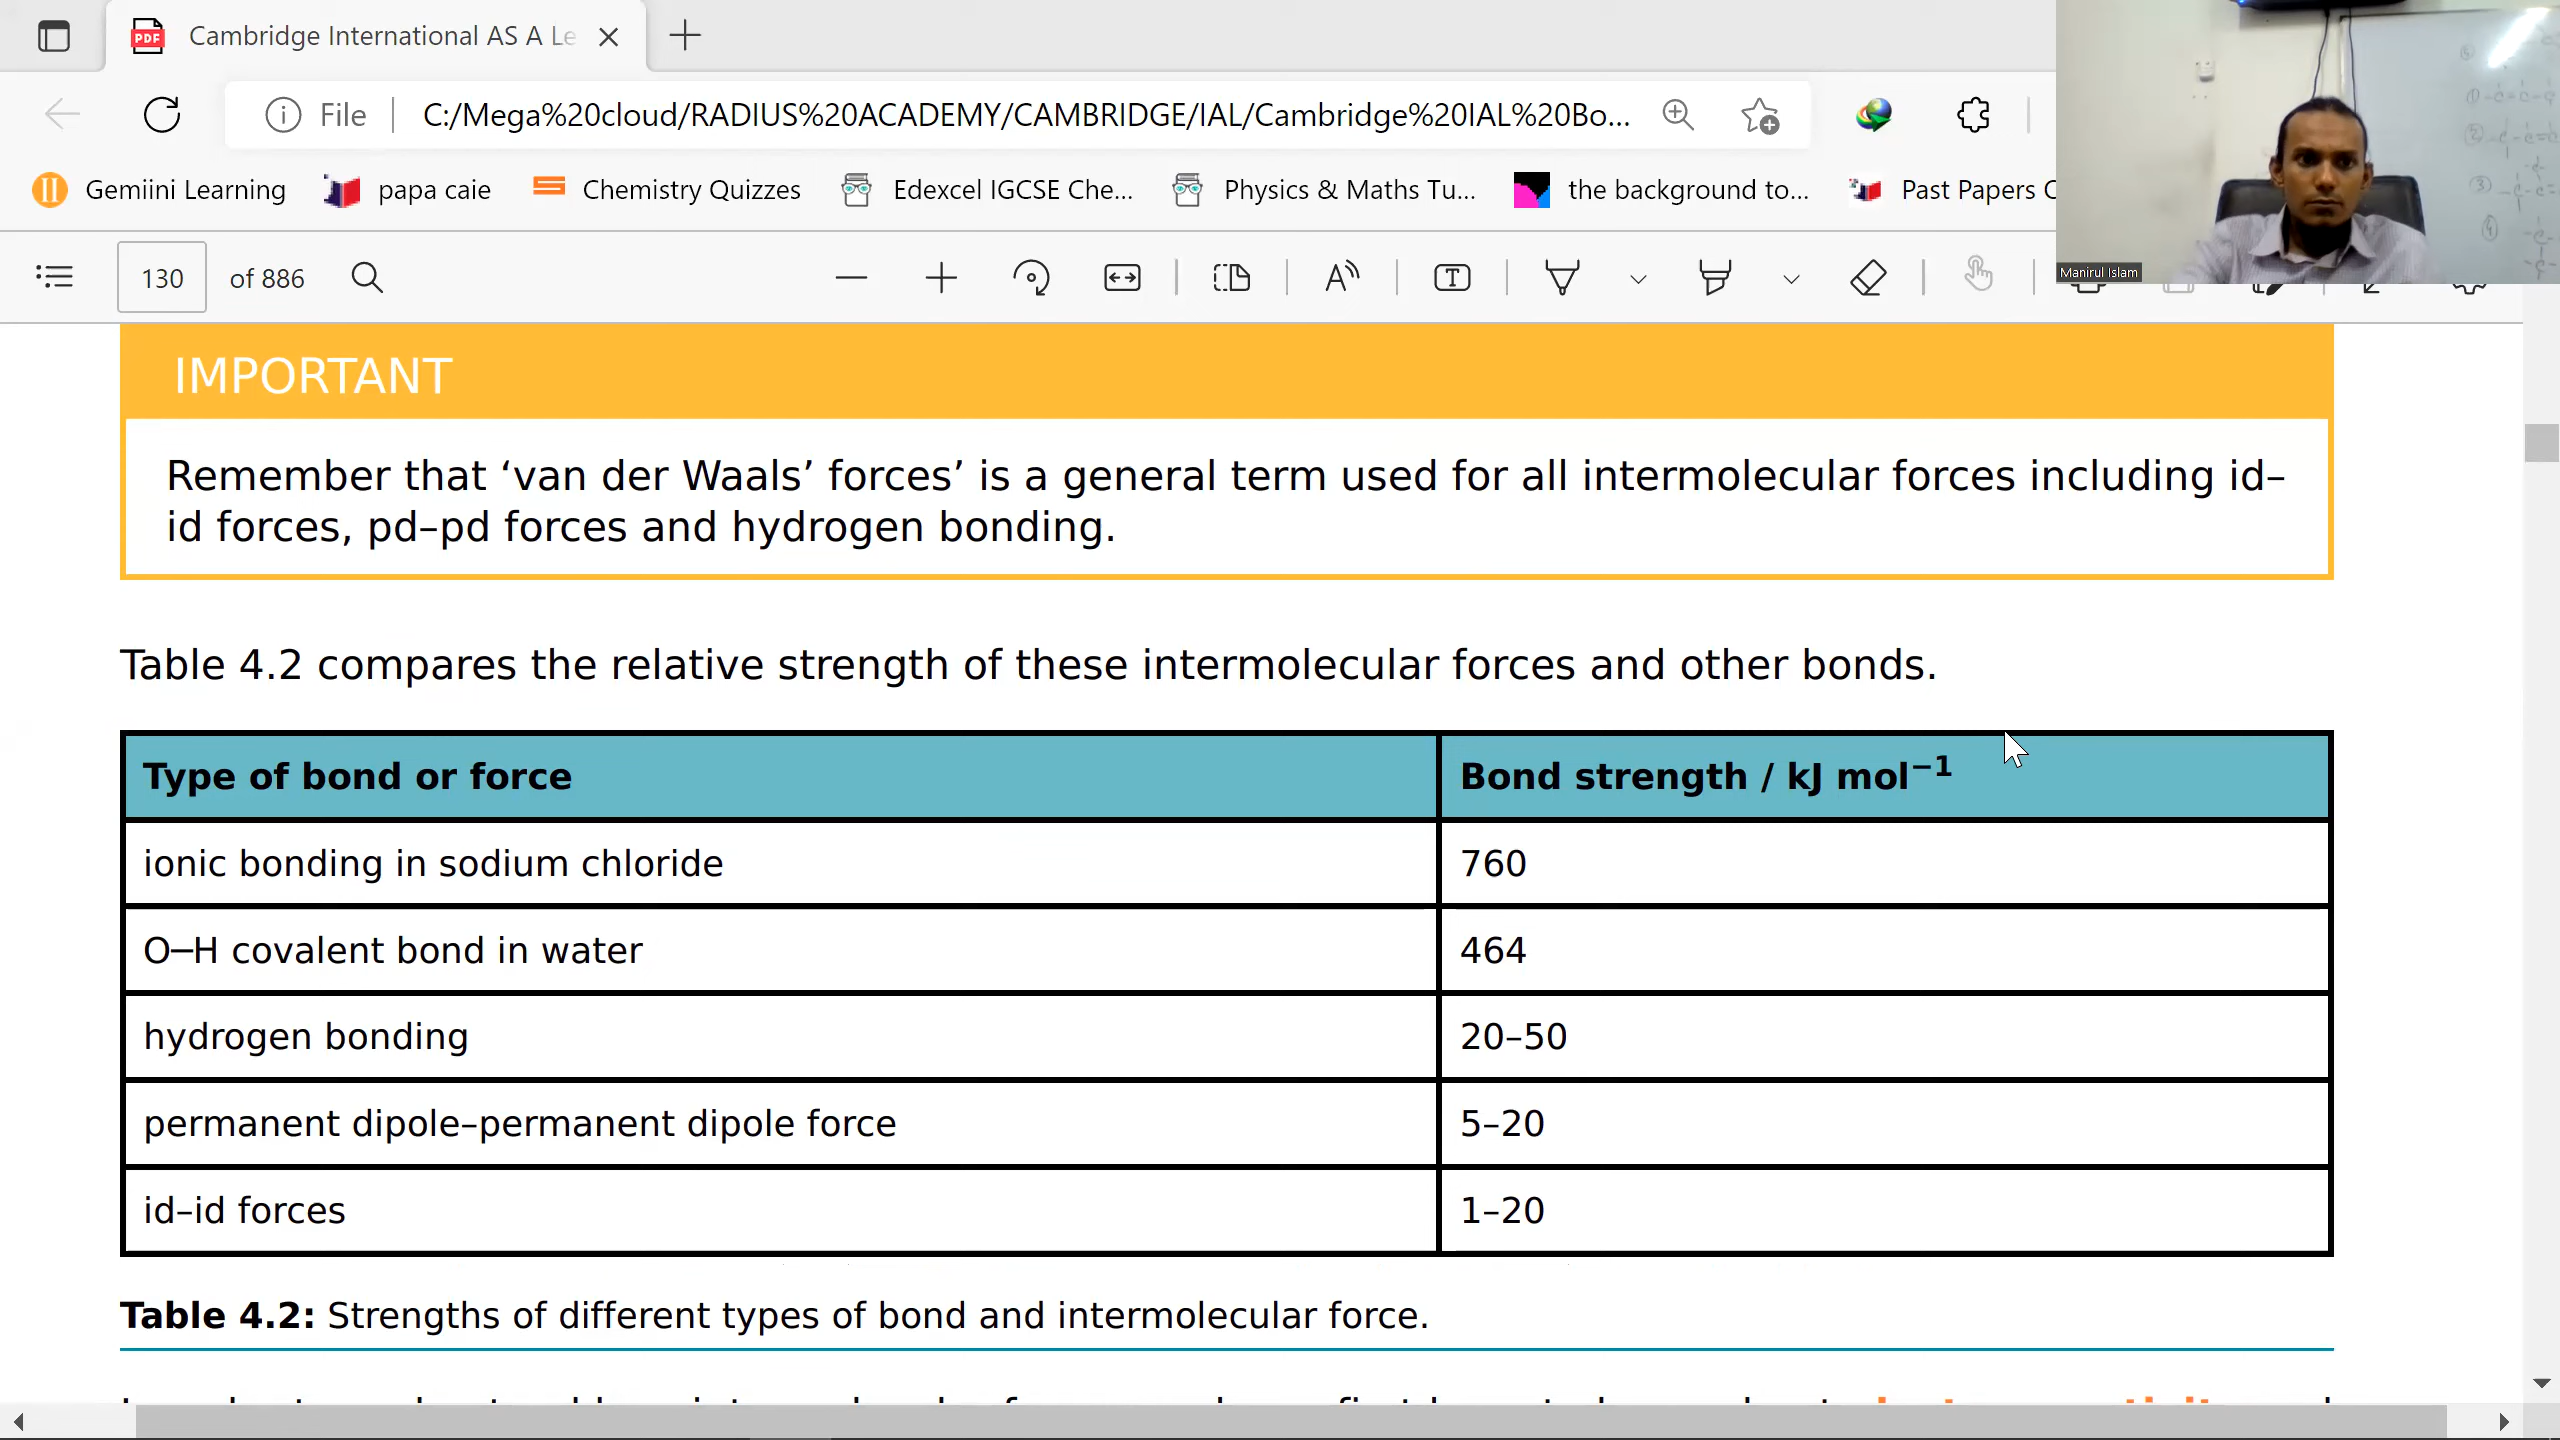 Cambridge International AS A Le
File
C:/Mega%20cloud/RADIUS%20ACADEMY/CAMBRIDGE/IAL/Cambridge%20IAL%20Bo...
Gemiini Learning
papa caie
Chemistry Quizzes
Edexcel IGCSE Che...
Physics & Maths Tu...
the background to...
Past Papers C
Manirul Islam
130 of 886
IMPORTANT
Remember that ‘van der Waals’ forces’ is a general term used for all intermolecular forces including id–
id forces, pd–pd forces and hydrogen bonding.
Table 4.2 compares the relative strength of these intermolecular forces and other bonds.
Type of bond or force Bond strength / kJ mol⁻¹
ionic bonding in sodium chloride 760
O─H covalent bond in water 464
hydrogen bonding 20–50
permanent dipole–permanent dipole force 5–20
id–id forces 1–20
Table 4.2: Strengths of different types of bond and intermolecular force.